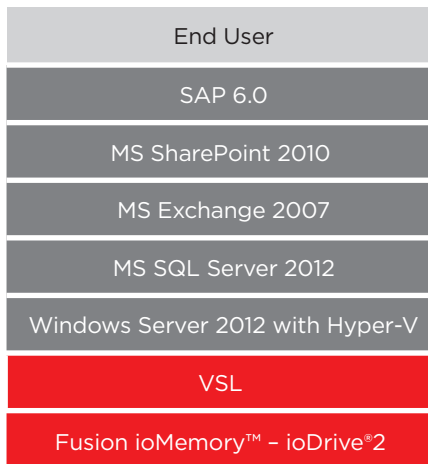 End User
SAP 6.0
MS SharePoint 2010
MS Exchange 2007
MS SQL Server 2012
Windows Server 2012 with Hyper-V
VSL
Fusion ioMemory™ – ioDrive®2